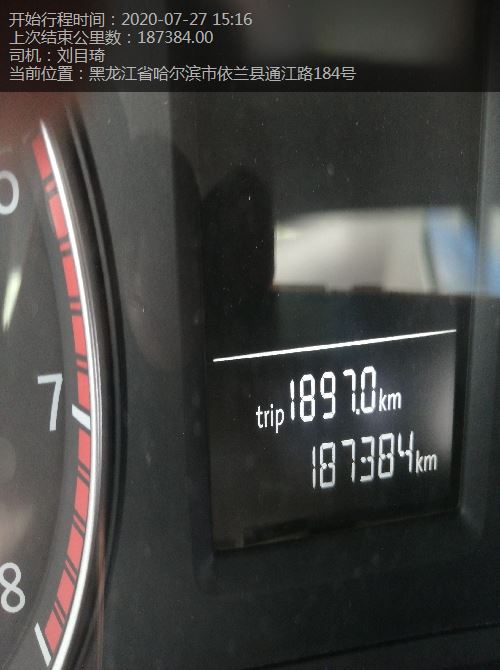 开始行程时间：2020-07-27 15:16
上次结束公里数：187384.00
司机：刘目琦
当前位置：黑龙江省哈尔滨市依兰县通江路184号
6
7
trip 1897.0 km
187384 km
8